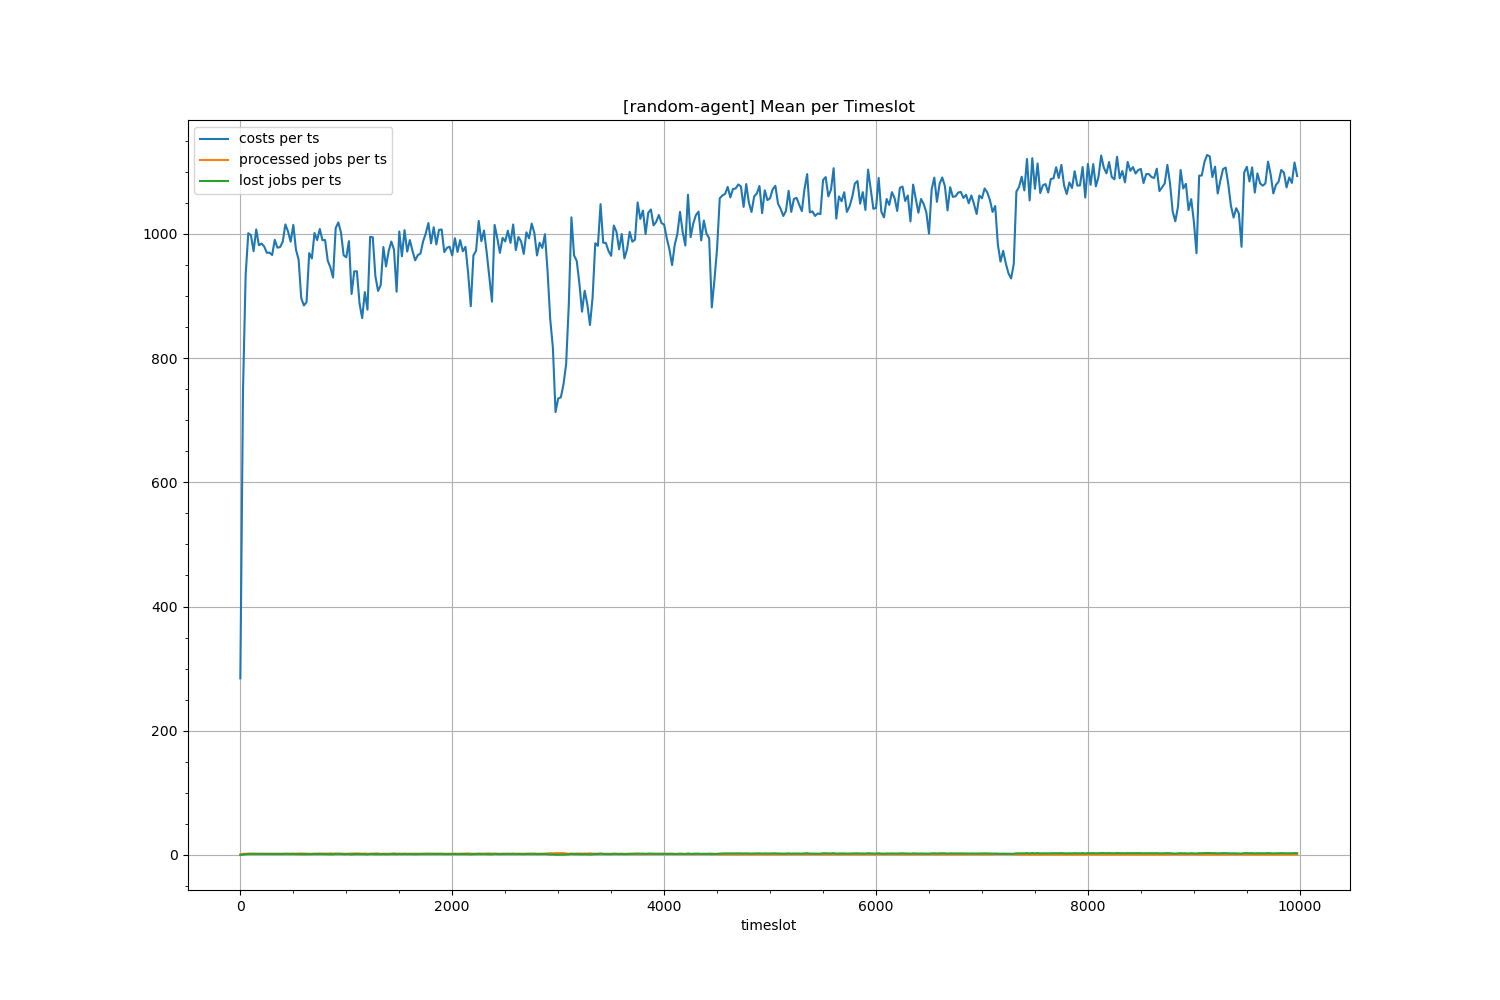 [random-agent] Mean per Timeslot
costs per ts
processed jobs per ts
lost jobs per ts
1000
800
600
400
200
0
0 2000 4000 6000 8000 10000
timeslot